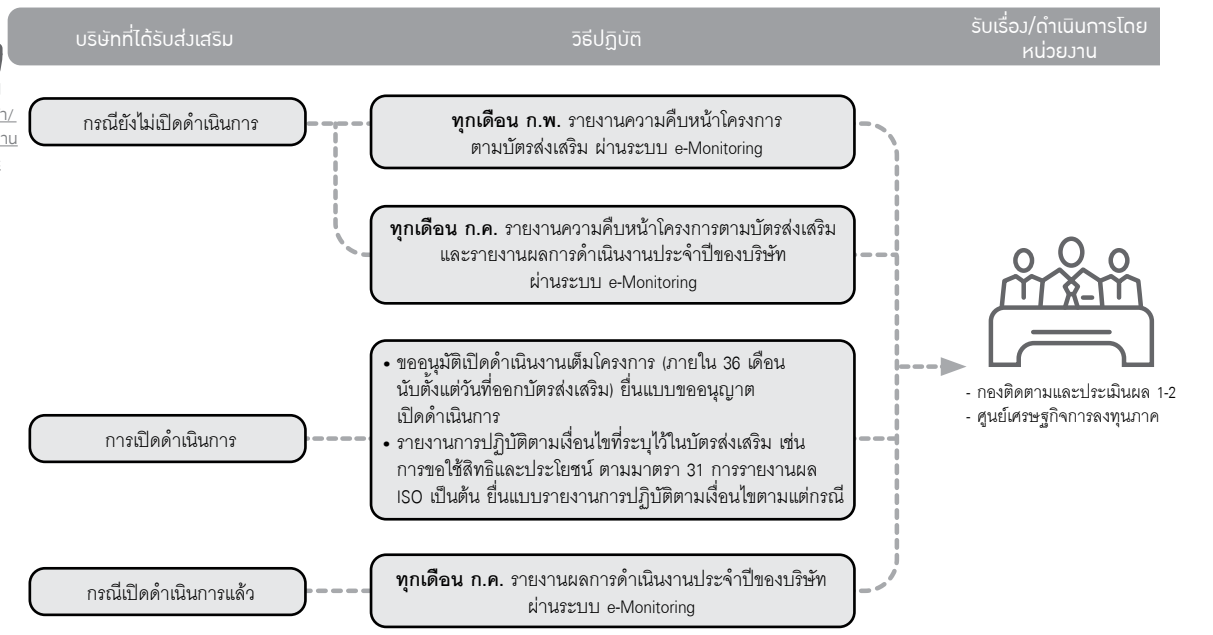 บริษัทที่ได้รับส่งเสริม
วิธีปฏิบัติ
รับเรื่อง/ดำเนินการโดย
หน่วยงาน
กรณียังไม่เปิดดำเนินการ
ทุกเดือน ก.พ. รายงานความคืบหน้าโครงการ
ตามบัตรส่งเสริม ผ่านระบบ e-Monitoring
ทุกเดือน ก.ค. รายงานความคืบหน้าโครงการตามบัตรส่งเสริม
และรายงานผลการดำเนินงานประจำปีของบริษัท
ผ่านระบบ e-Monitoring
การเปิดดำเนินการ
• ขออนุมัติเปิดดำเนินงานเต็มโครงการ (ภายใน 36 เดือน
นับตั้งแต่วันที่ออกบัตรส่งเสริม) ยื่นแบบขออนุญาต
เปิดดำเนินการ
• รายงานการปฏิบัติตามเงื่อนไขที่ระบุไว้ในบัตรส่งเสริม เช่น
การขอใช้สิทธิและประโยชน์ ตามมาตรา 31 การรายงานผล
ISO เป็นต้น ยื่นแบบรายงานการปฏิบัติตามเงื่อนไขตามแต่กรณี
กรณีเปิดดำเนินการแล้ว
ทุกเดือน ก.ค. รายงานผลการดำเนินงานประจำปีของบริษัท
ผ่านระบบ e-Monitoring
- กองติดตามและประเมินผล 1-2
- ศูนย์เศรษฐกิจการลงทุนภาค